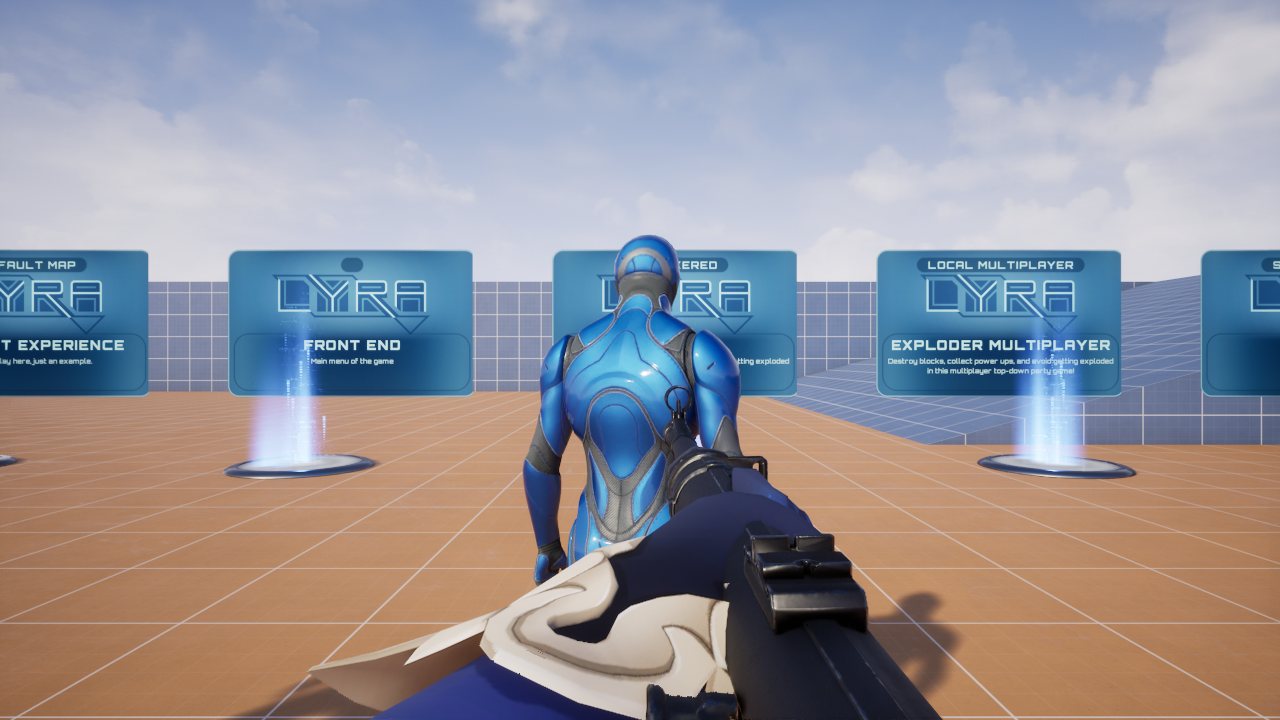 FAULT MAP
YRA
T EXPERIENCE
lay here, just an example.
LYRA
FRONT END
Main menu of the game
ERED
RA
tting exploded
LOCAL MULTIPLAYER
LYRA
EXPLODER MULTIPLAYER
Destroy blocks, collect power ups, and avoid getting exploded
in this multiplayer top-down party game!
S
L